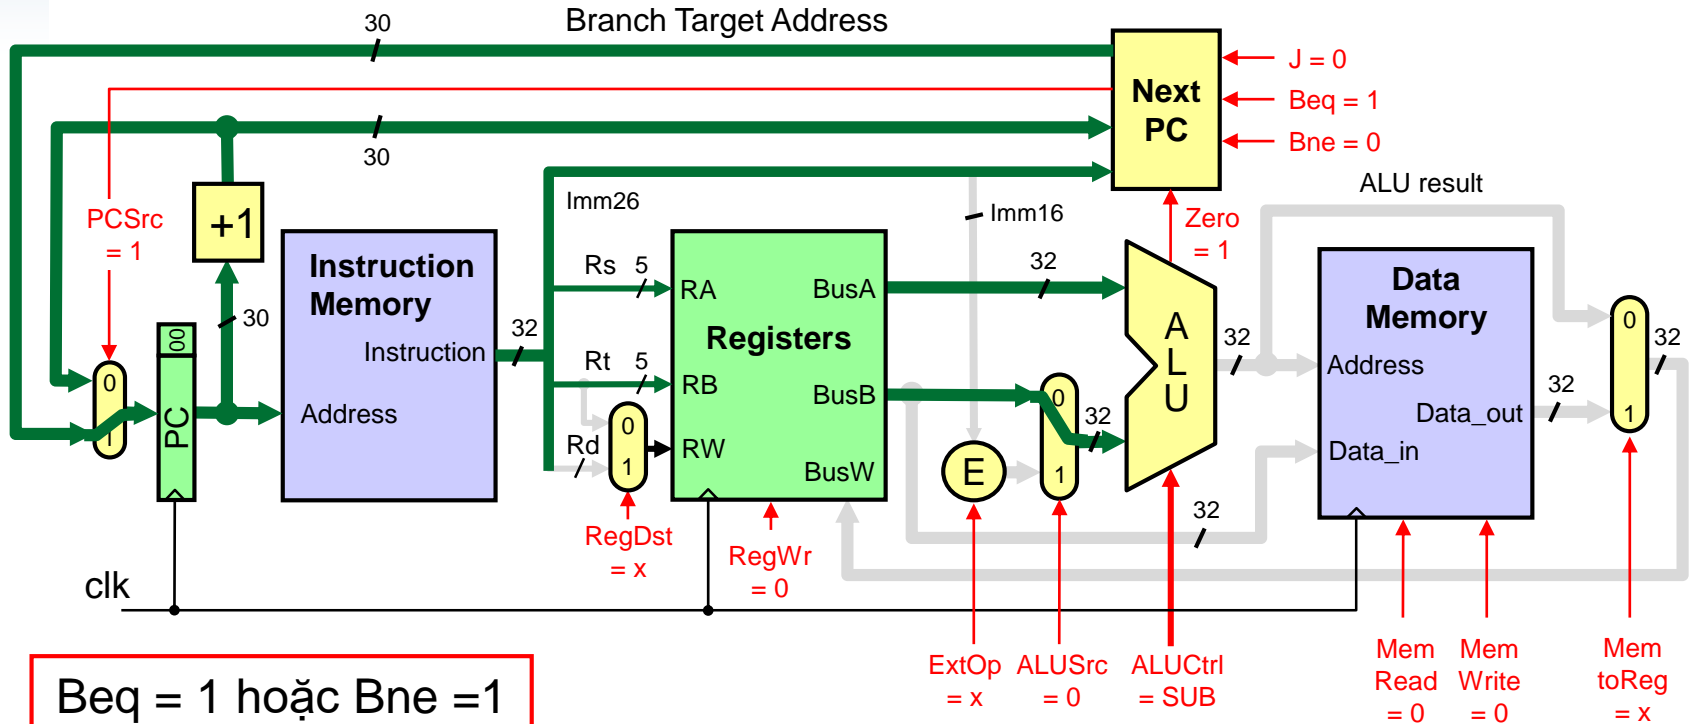 Branch Target Address
30
J = 0
Next
PC
Beq = 1
Bne = 0
30
Imm26
Imm16
ALU result
PCSrc
= 1
+1
Zero
= 1
Instruction
Memory
Rs 5
RA
BusA
32
Data
Memory
30
00
Registers
ALU
0
32
Instruction
32
32
Address
32
Rt 5
RB
BusB
0
0
1
PC
Address
Data_out
32
1
0
32
Rd
RW
1
BusW
E
1
Data_in
RegDst
= x
RegWr
= 0
32
clk
ExtOp
= x
ALUSrc
= 0
ALUCtrl
= SUB
Mem
Read
= 0
Mem
Write
= 0
Mem
toReg
= x
Beq = 1 hoặc Bne =1